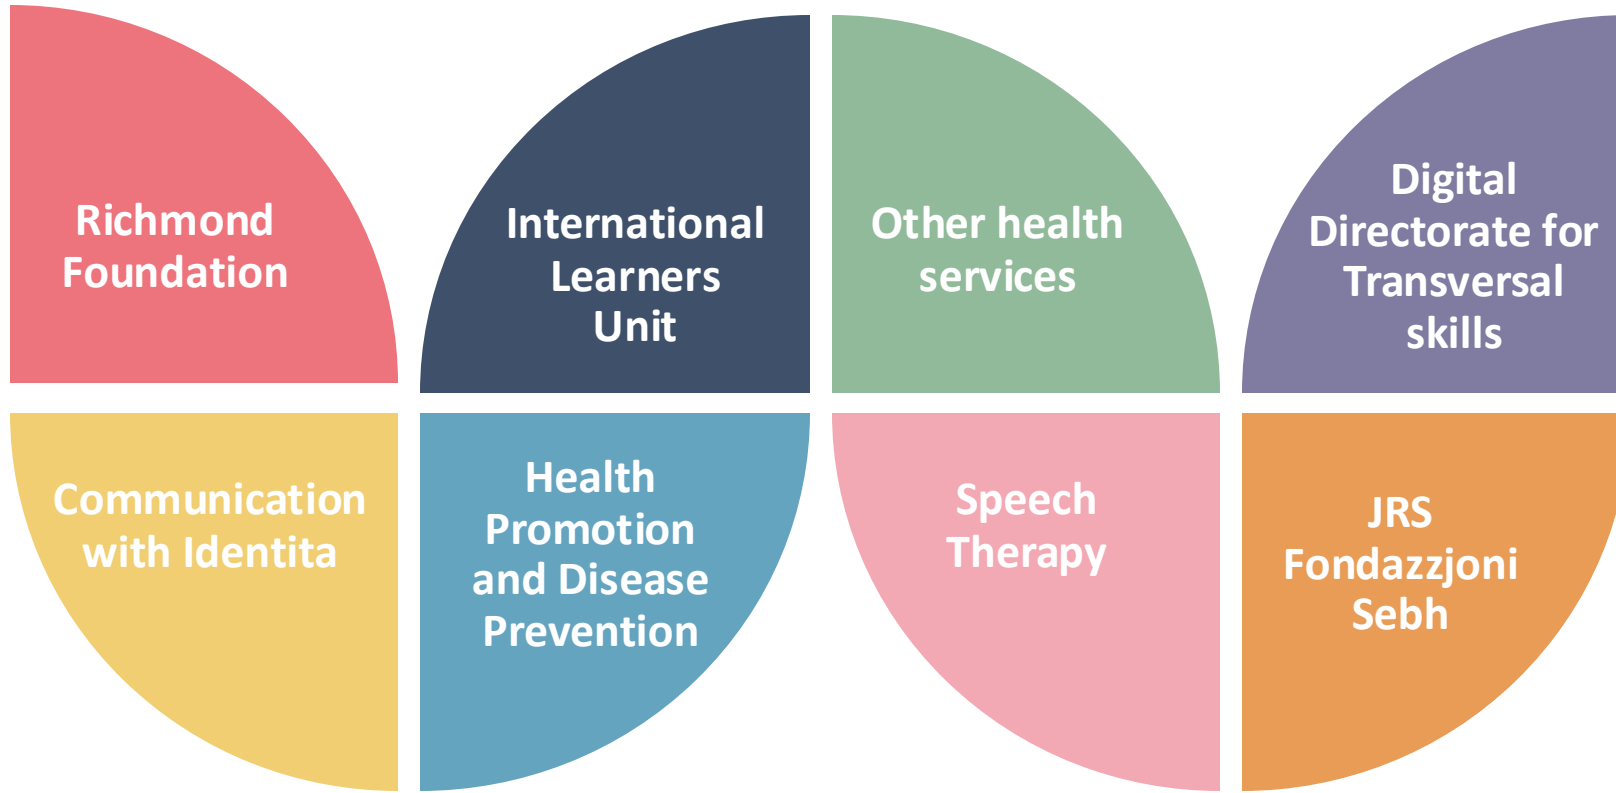 Richmond
Foundation
International
Learners
Unit
Other health
services
Digital
Directorate for
Transversal
skills
Communication
with Identita
Health
Promotion
and Disease
Prevention
Speech
Therapy
JRS
Fondazzjoni
Sebh